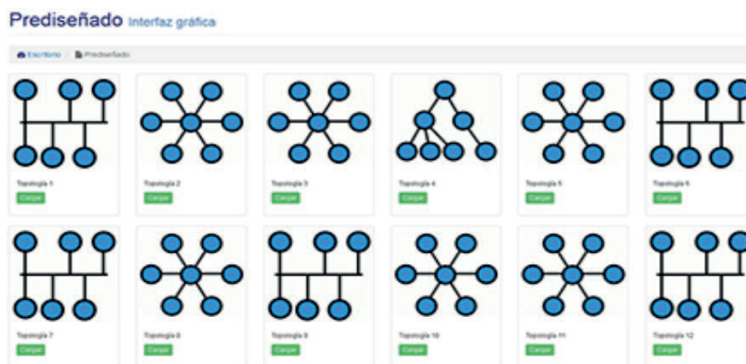 Prediseñado Interfaz gráfica
Escritorio / Prediseñado
Topología 1
Topología 2
Topología 3
Topología 4
Topología 5
Topología 6
Cargar
Cargar
Cargar
Cargar
Cargar
Cargar
Topología 7
Topología 8
Topología 9
Topología 10
Topología 11
Topología 12
Cargar
Cargar
Cargar
Cargar
Cargar
Cargar